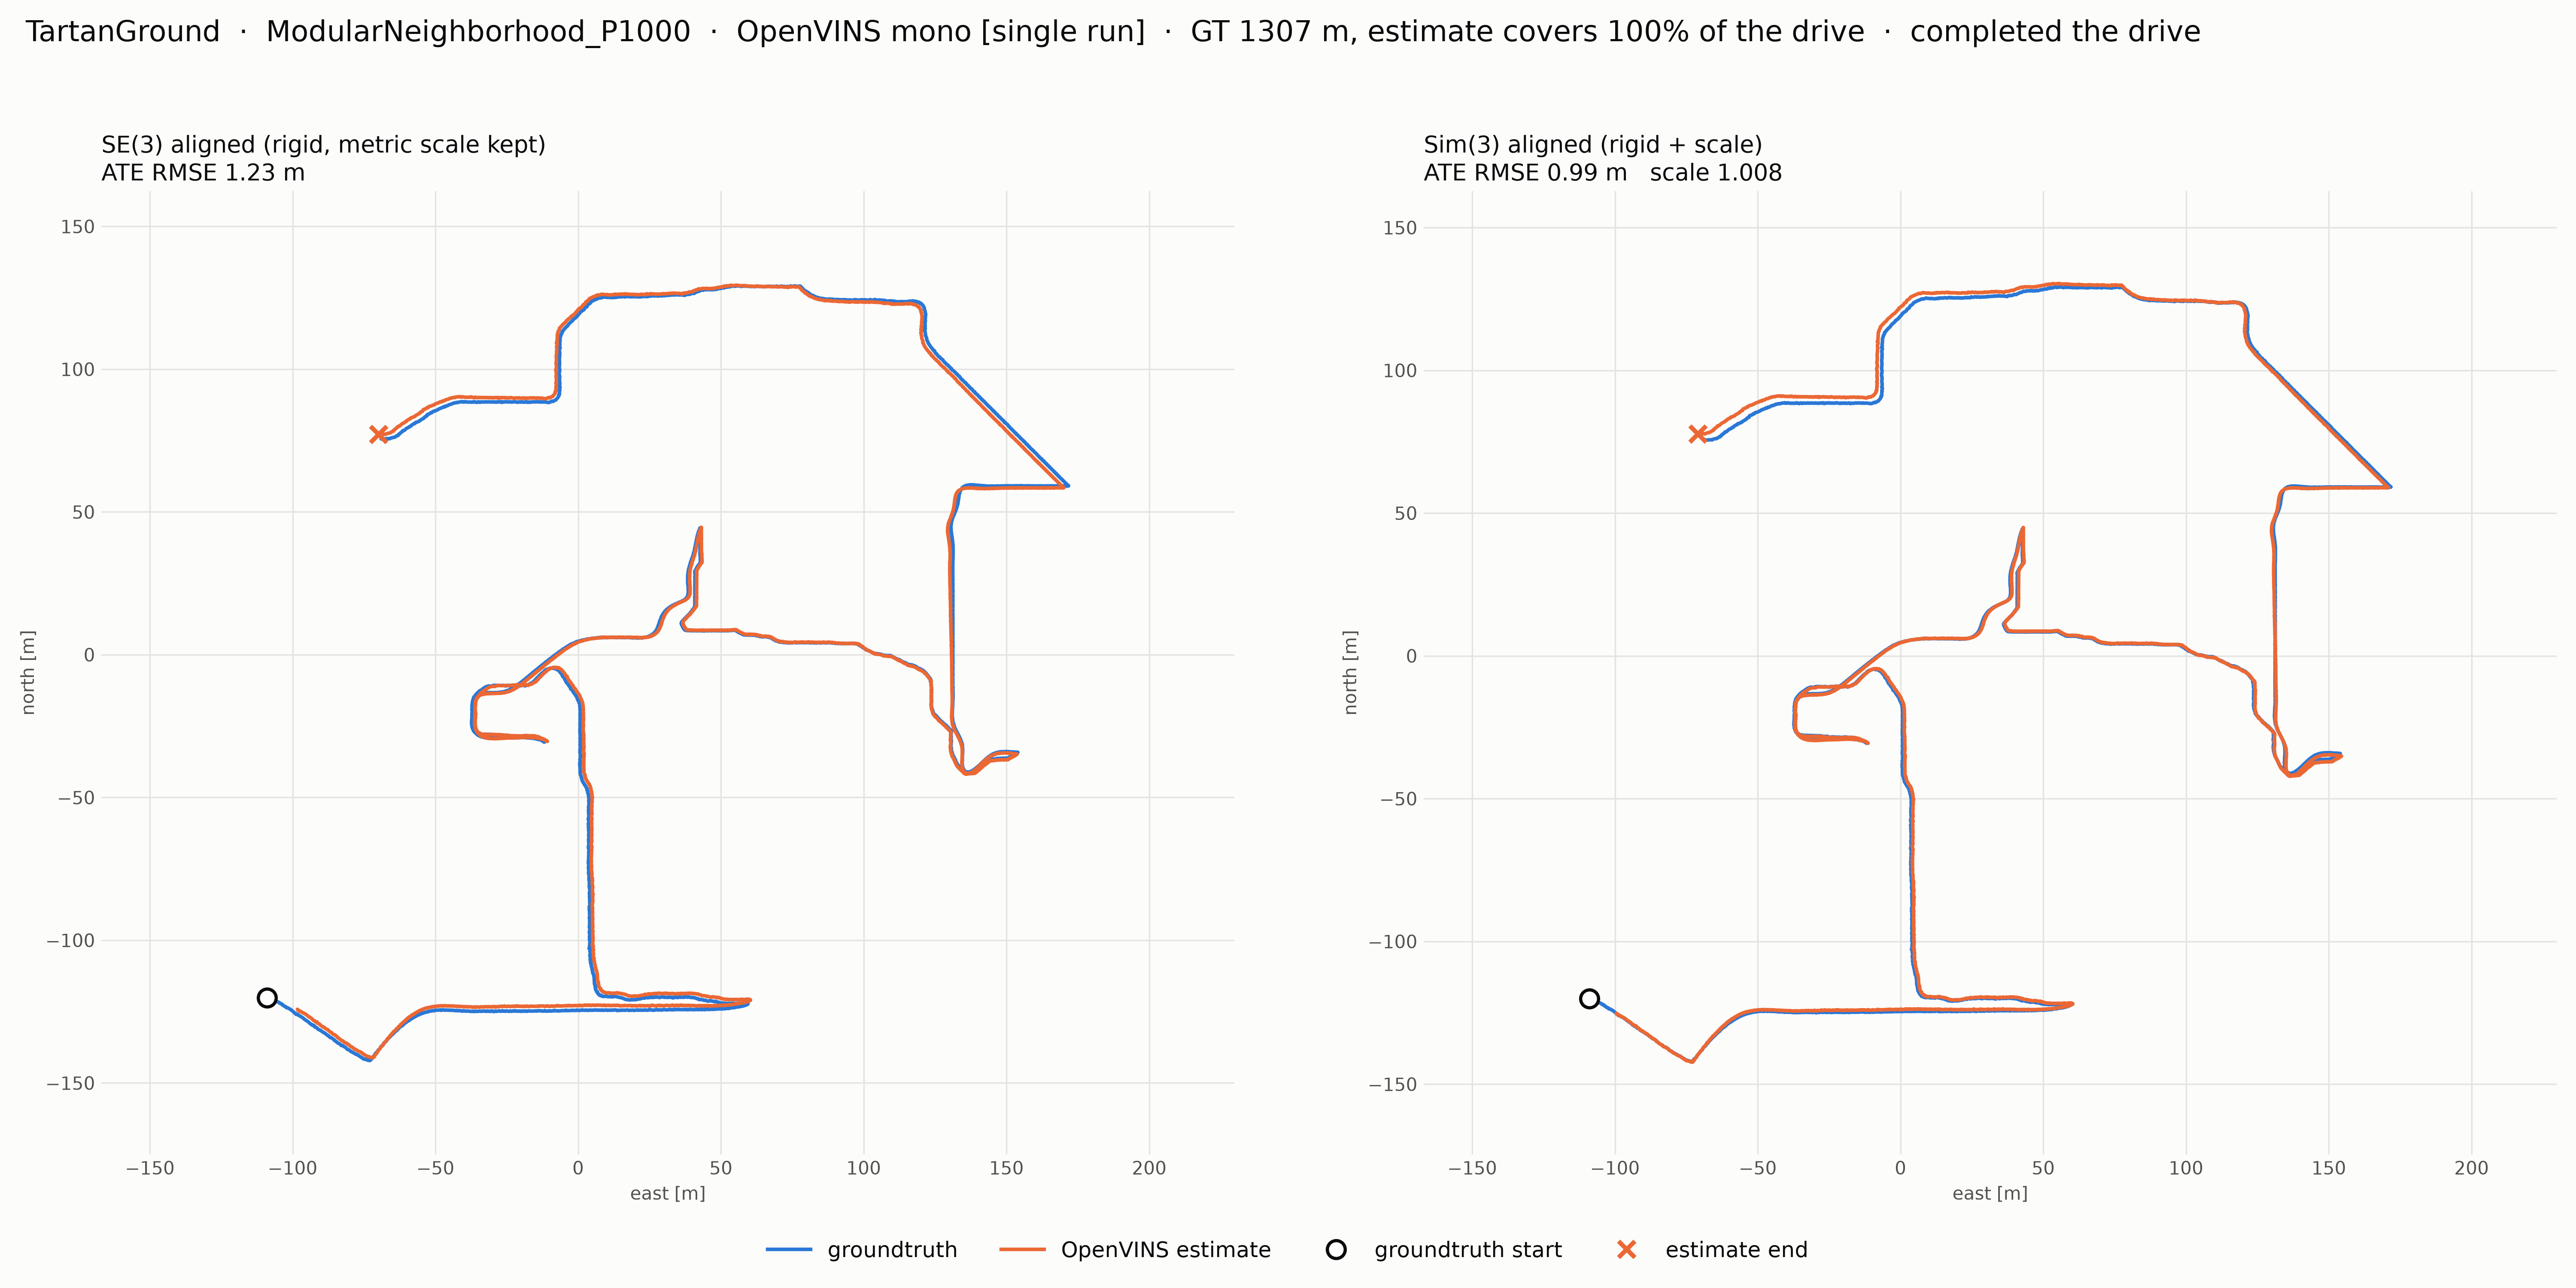 TartanGround · ModularNeighborhood_P1000 · OpenVINS mono [single run] · GT 1307 m, estimate covers 100% of the drive · completed the drive
SE(3) aligned (rigid, metric scale kept)
ATE RMSE 1.23 m
150
100
50
0
−50
−100
−150
north [m]
−150
−100
−50
0
50
100
150
200
east [m]
Sim(3) aligned (rigid + scale)
ATE RMSE 0.99 m   scale 1.008
150
100
50
0
−50
−100
−150
north [m]
−150
−100
−50
0
50
100
150
200
east [m]
groundtruth
OpenVINS estimate
groundtruth start
estimate end